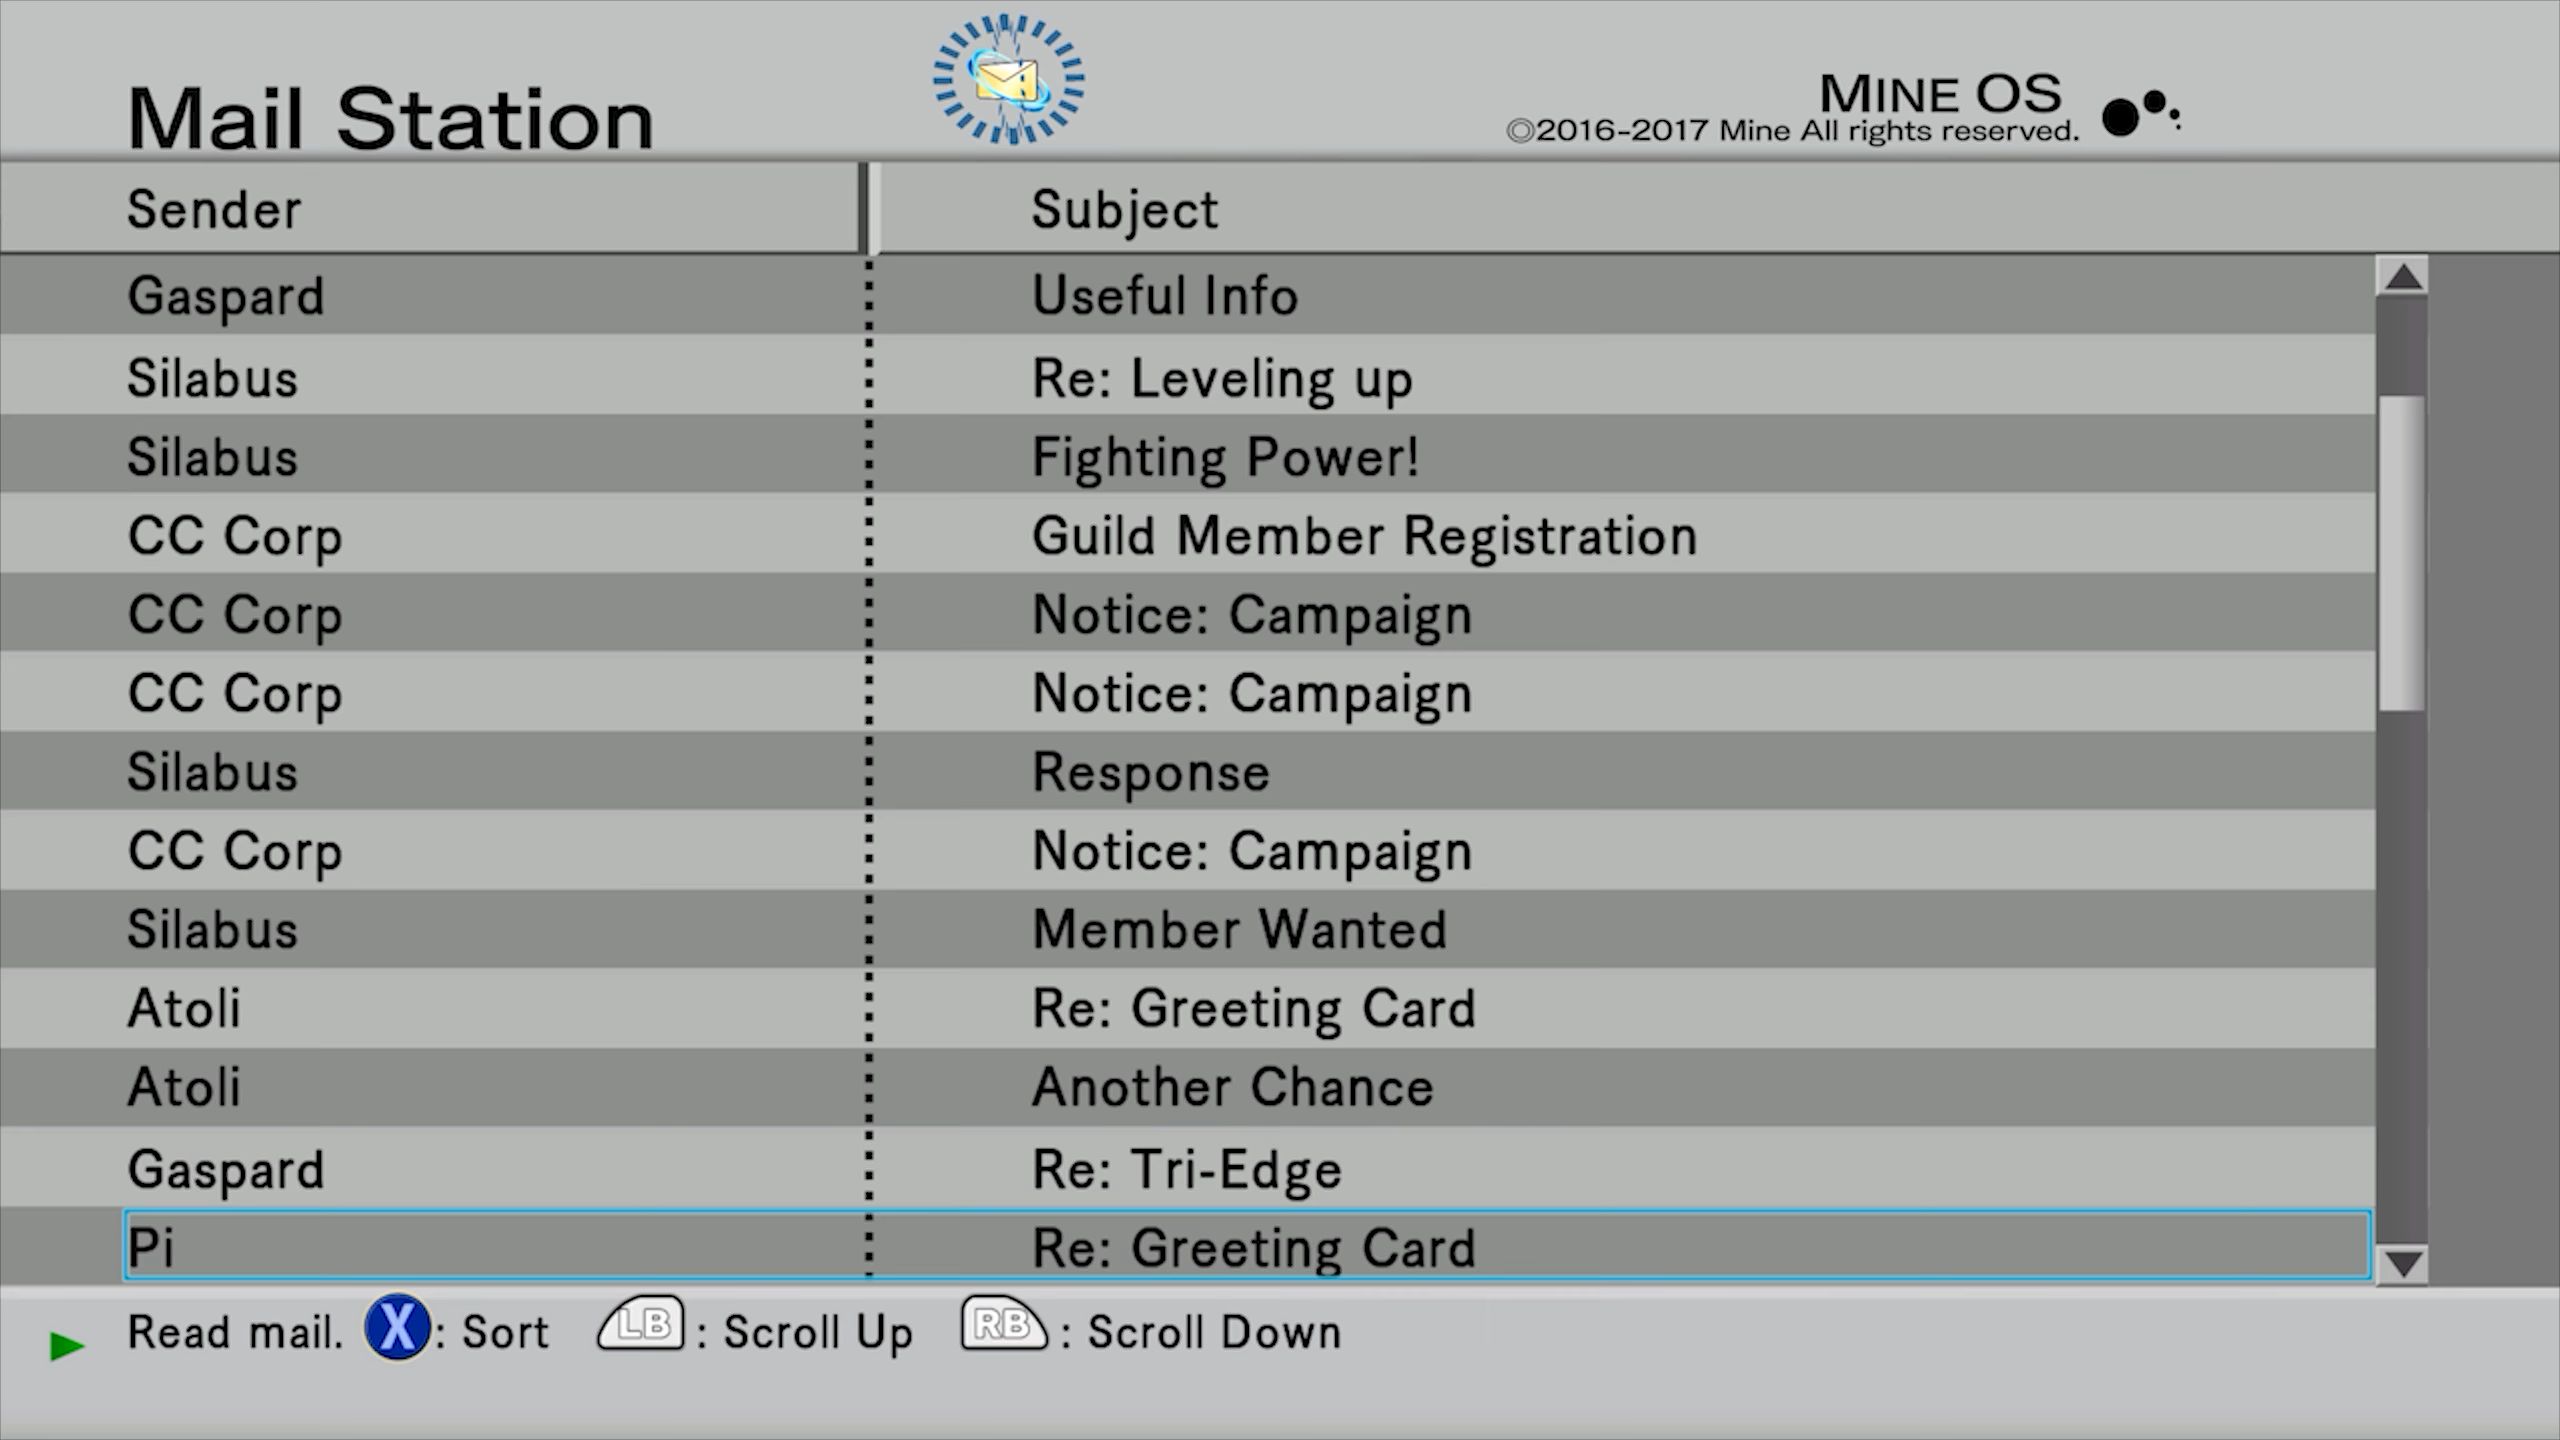 Mail Station
MINE OS
©2016-2017 Mine All rights reserved.
Sender Subject
Gaspard Useful Info
Silabus Re: Leveling up
Silabus Fighting Power!
CC Corp Guild Member Registration
CC Corp Notice: Campaign
CC Corp Notice: Campaign
Silabus Response
CC Corp Notice: Campaign
Silabus Member Wanted
Atoli Re: Greeting Card
Atoli Another Chance
Gaspard Re: Tri-Edge
Pi Re: Greeting Card
Read mail. X: Sort LB: Scroll Up RB: Scroll Down